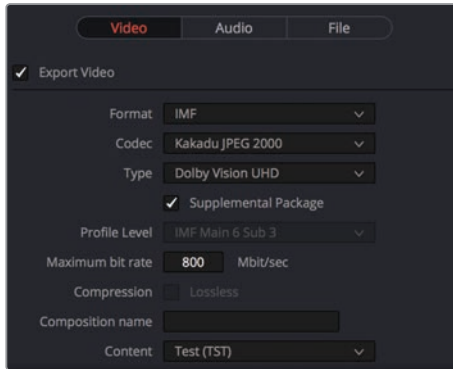 Video Audio File
Export Video
Format IMF
Codec Kakadu JPEG 2000
Type Dolby Vision UHD
Supplemental Package
Profile Level IMF Main 6 Sub 3
Maximum bit rate 800 Mbit/sec
Compression Lossless
Composition name
Content Test (TST)